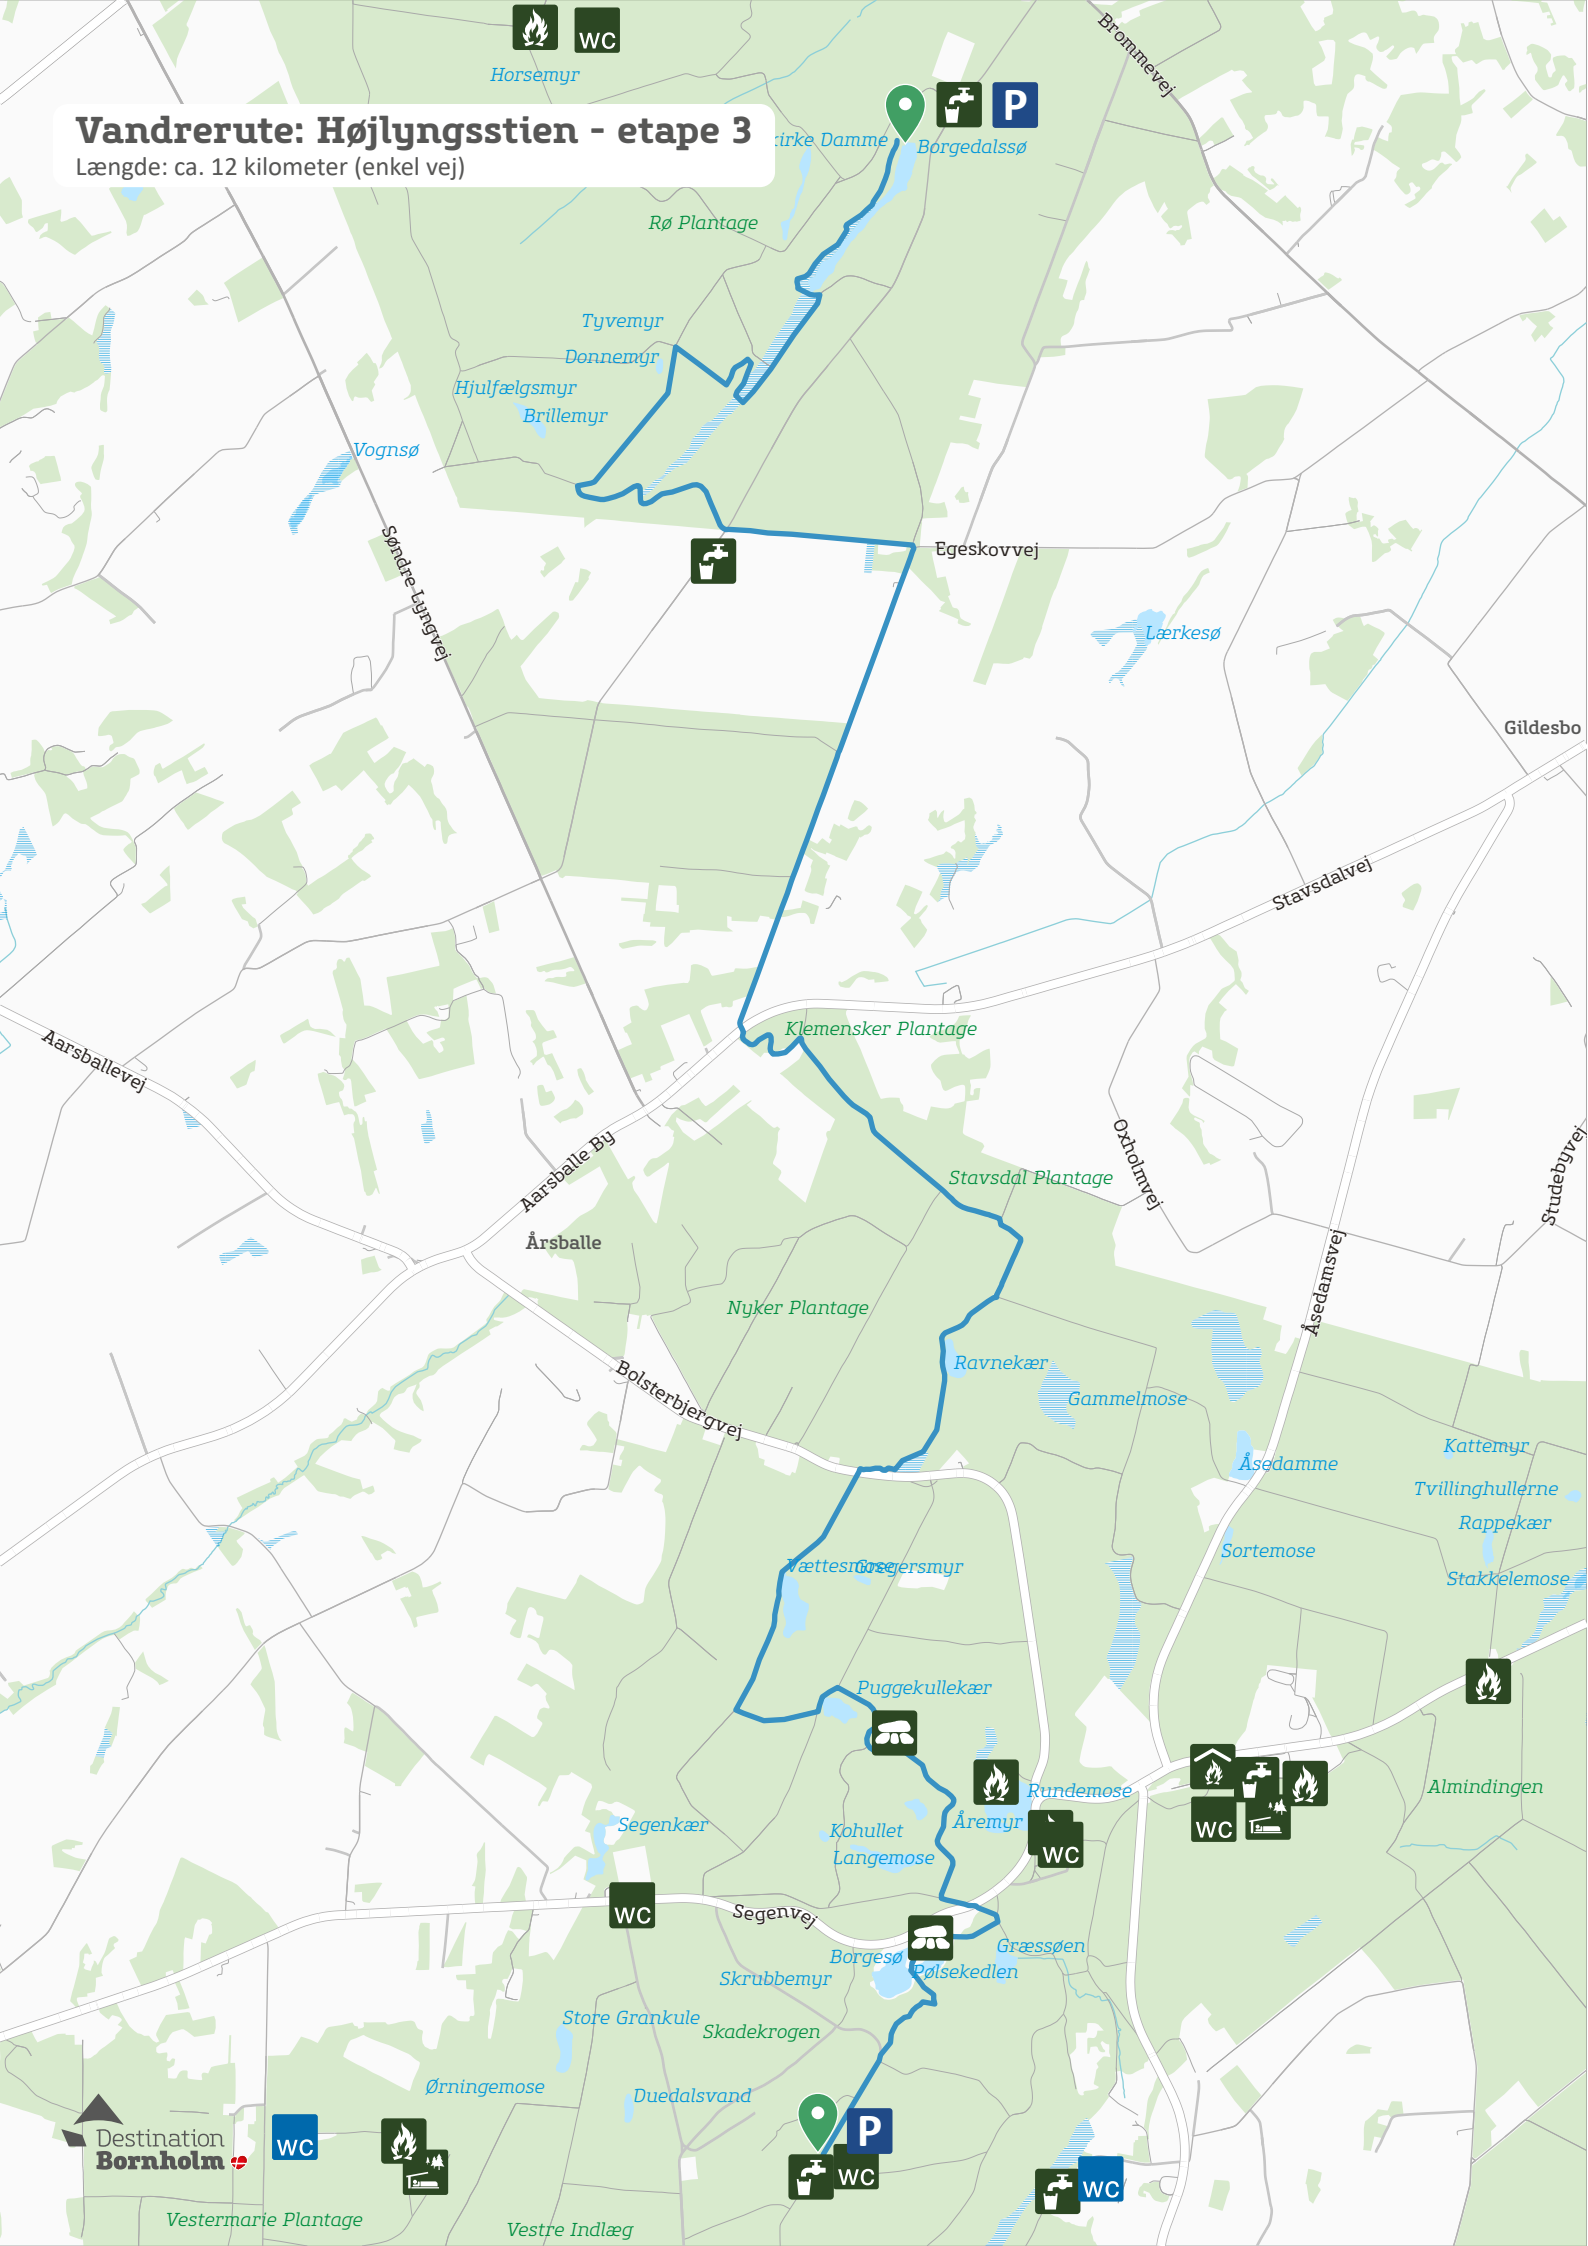 WC
Horsemyr
Brommevej
Vandrerute: Højlyngsstien - etape 3
Længde: ca. 12 kilometer (enkel vej)
P
kirke Damme
Borgedalssø
Rø Plantage
Tyvemyr
Donnemyr
Hjulfælgsmyr
Brillemyr
Vognsø
Søndre Lyngvej
Egeskovvej
Lærkesø
Gildesbo
Stavsdalvej
Klemensker Plantage
Aarsballevej
Aarsballe By
Oxholmvej
Studebyvej
Stavsdal Plantage
Årsballe
Åsedamsvej
Nyker Plantage
Ravnekær
Gammelmose
Bolsterbjergvej
Kattemyr
Åsedamme
Tvillinghullerne
Rappekær
Sortemose
Vættesmose
Gregersmyr
Stakkelemose
Puggekullekær
Rundemose
Almindingen
Segenkær
Kohullet
Åremyr
WC
Langemose
WC
WC
Segenvej
Græssøen
Borgesø
Pølsekedlen
Skrubbemyr
Store Grankule
Skadekrogen
Ørningemose
Duedalsvand
P
Destination
Bornholm
WC
WC
WC
Vestermarie Plantage
Vestre Indlæg